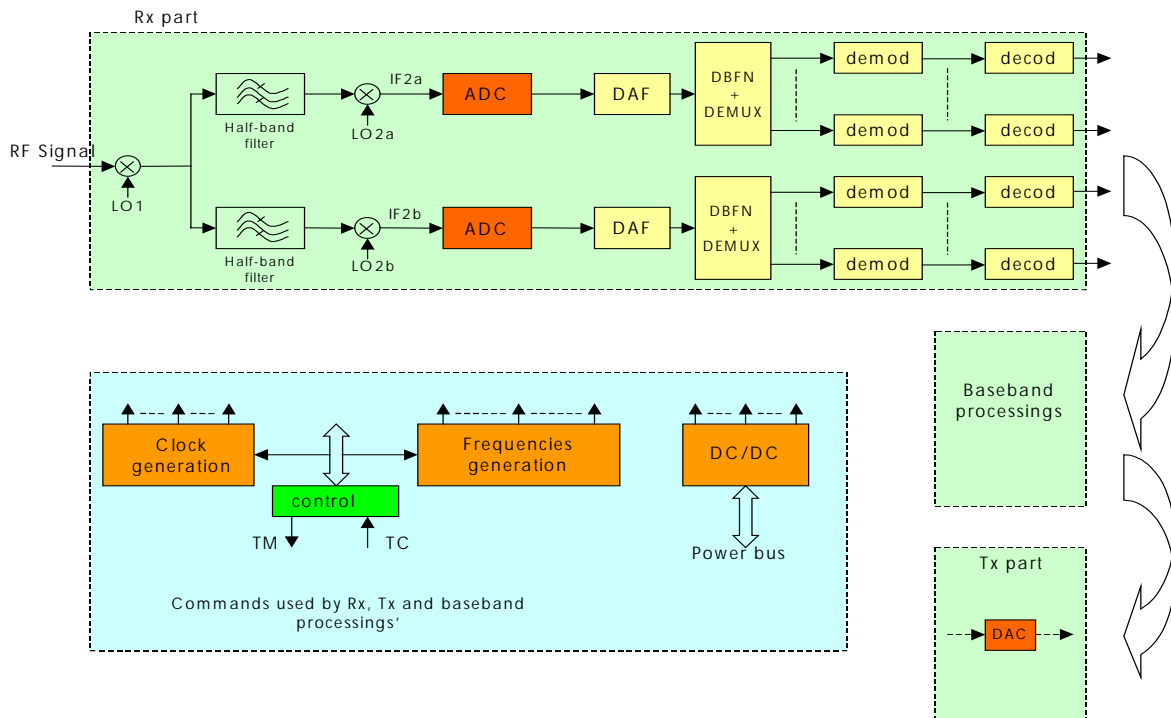 Rx part
RF Signal
LO1
Half-band
filter
IF2a
LO2a
ADC
DAF
DBFN
+
DEMUX
demod
decod
demod
decod
Half-band
filter
IF2b
LO2b
ADC
DAF
DBFN
+
DEMUX
demod
decod
demod
decod
Baseband
processings
Clock
generation
Frequencies
generation
DC/DC
control
TM
TC
Power bus
Commands used by Rx, Tx and baseband
processings'
Tx part
DAC